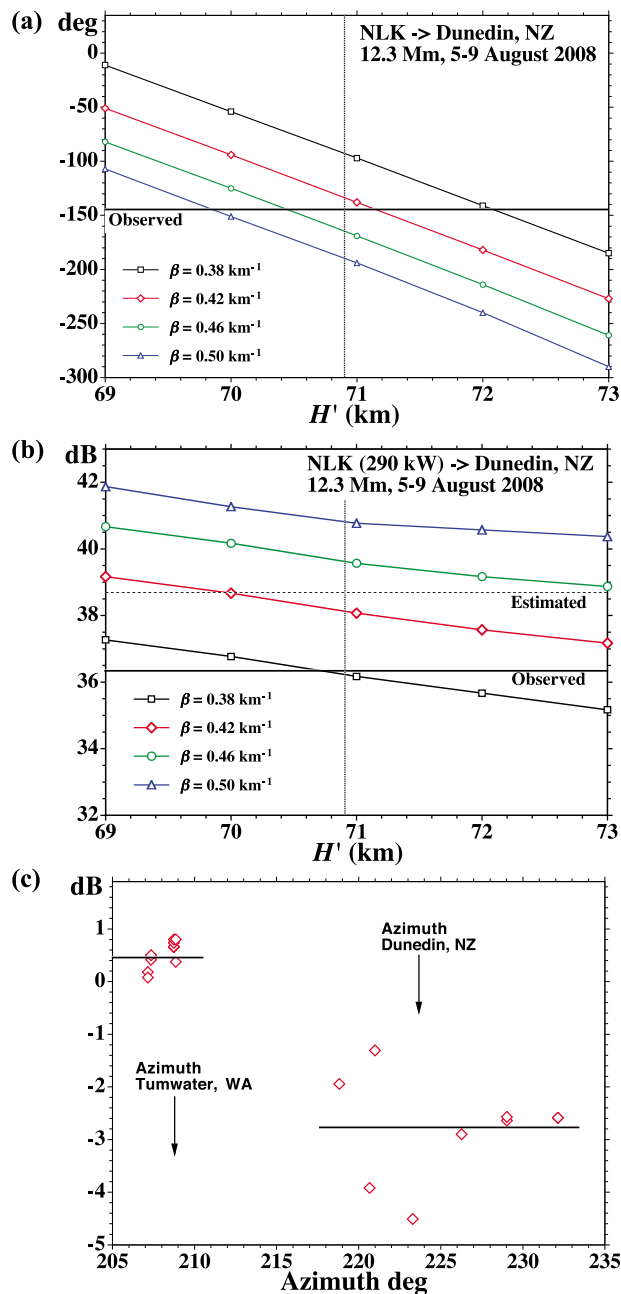 (a)
deg
NLK -> Dunedin, NZ
12.3 Mm, 5-9 August 2008
0
-50
-100
-150
-200
-250
-300
Observed
β = 0.38 km-1
β = 0.42 km-1
β = 0.46 km-1
β = 0.50 km-1
69 70 71 72 73
H' (km)
(b)
dB
NLK (290 kW) -> Dunedin, NZ
12.3 Mm, 5-9 August 2008
42
40
38
36
34
32
Estimated
Observed
β = 0.38 km-1
β = 0.42 km-1
β = 0.46 km-1
β = 0.50 km-1
69 70 71 72 73
H' (km)
(c)
dB
1
0
-1
-2
-3
-4
-5
Azimuth
Dunedin, NZ
Azimuth
Tumwater, WA
205 210 215 220 225 230 235
Azimuth deg